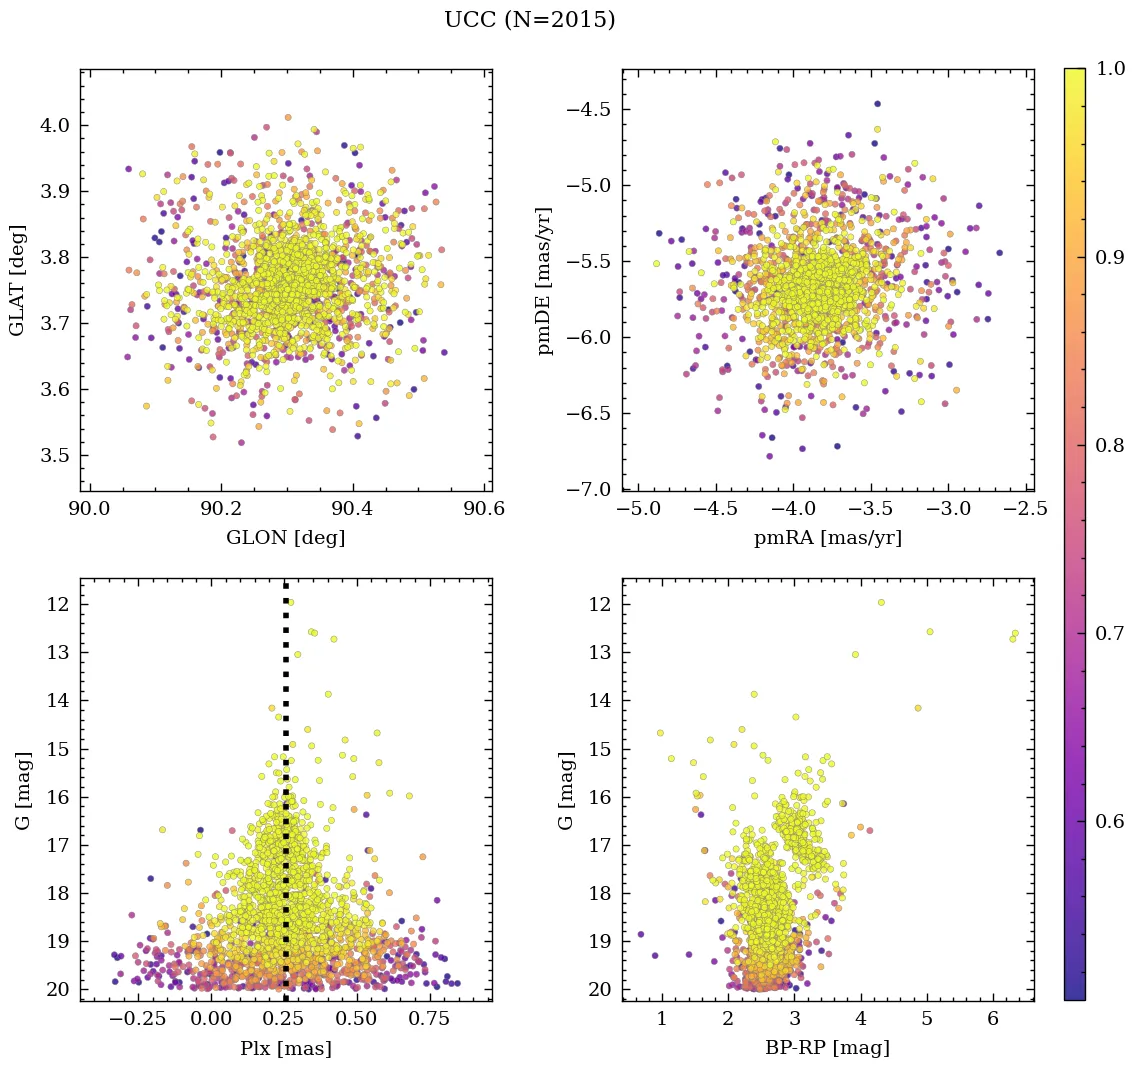 UCC (N=2015)
4.0
3.9
3.8
3.7
3.6
3.5
GLAT [deg]
90.0 90.2 90.4 90.6
GLON [deg]
−4.5
−5.0
−5.5
−6.0
−6.5
−7.0
pmDE [mas/yr]
−5.0 −4.5 −4.0 −3.5 −3.0 −2.5
pmRA [mas/yr]
1.0
0.9
0.8
0.7
0.6
12
13
14
15
16
17
18
19
20
G [mag]
−0.25 0.00 0.25 0.50 0.75
Plx [mas]
12
13
14
15
16
17
18
19
20
G [mag]
1 2 3 4 5 6
BP-RP [mag]